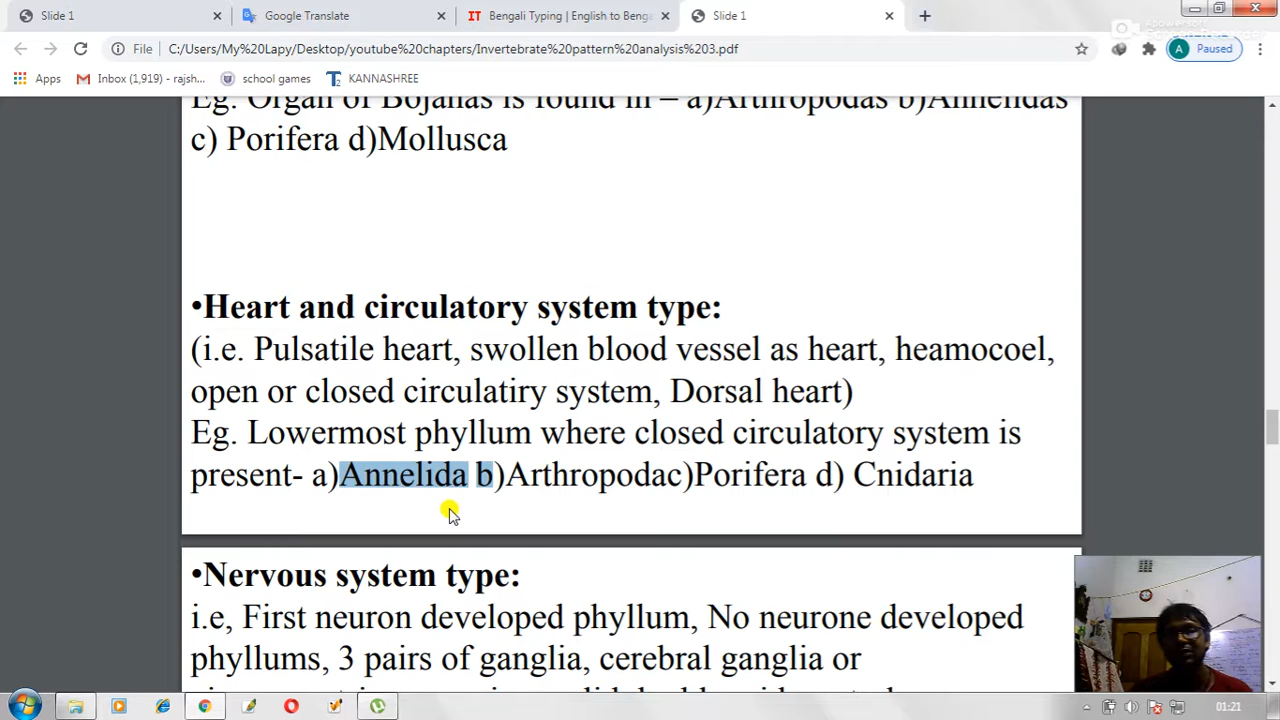 Slide 1
Google Translate
Bengali Typing | English to Beng
Slide 1
File
C:/Users/My%20Lapy/Desktop/youtube%20chapters/Invertebrate%20pattern%20analysis%203.pdf
A
Paused
Apps
Inbox (1,919) - rajsh...
school games
KANNASHREE
c) Porifera d)Mollusca
•Heart and circulatory system type:
(i.e. Pulsatile heart, swollen blood vessel as heart, heamocoel,
open or closed circulatiry system, Dorsal heart)
Eg. Lowermost phyllum where closed circulatory system is
present- a)Annelida b)Arthropodac)Porifera d) Cnidaria
•Nervous system type:
i.e, First neuron developed phyllum, No neurone developed
phyllums, 3 pairs of ganglia, cerebral ganglia or
01:21